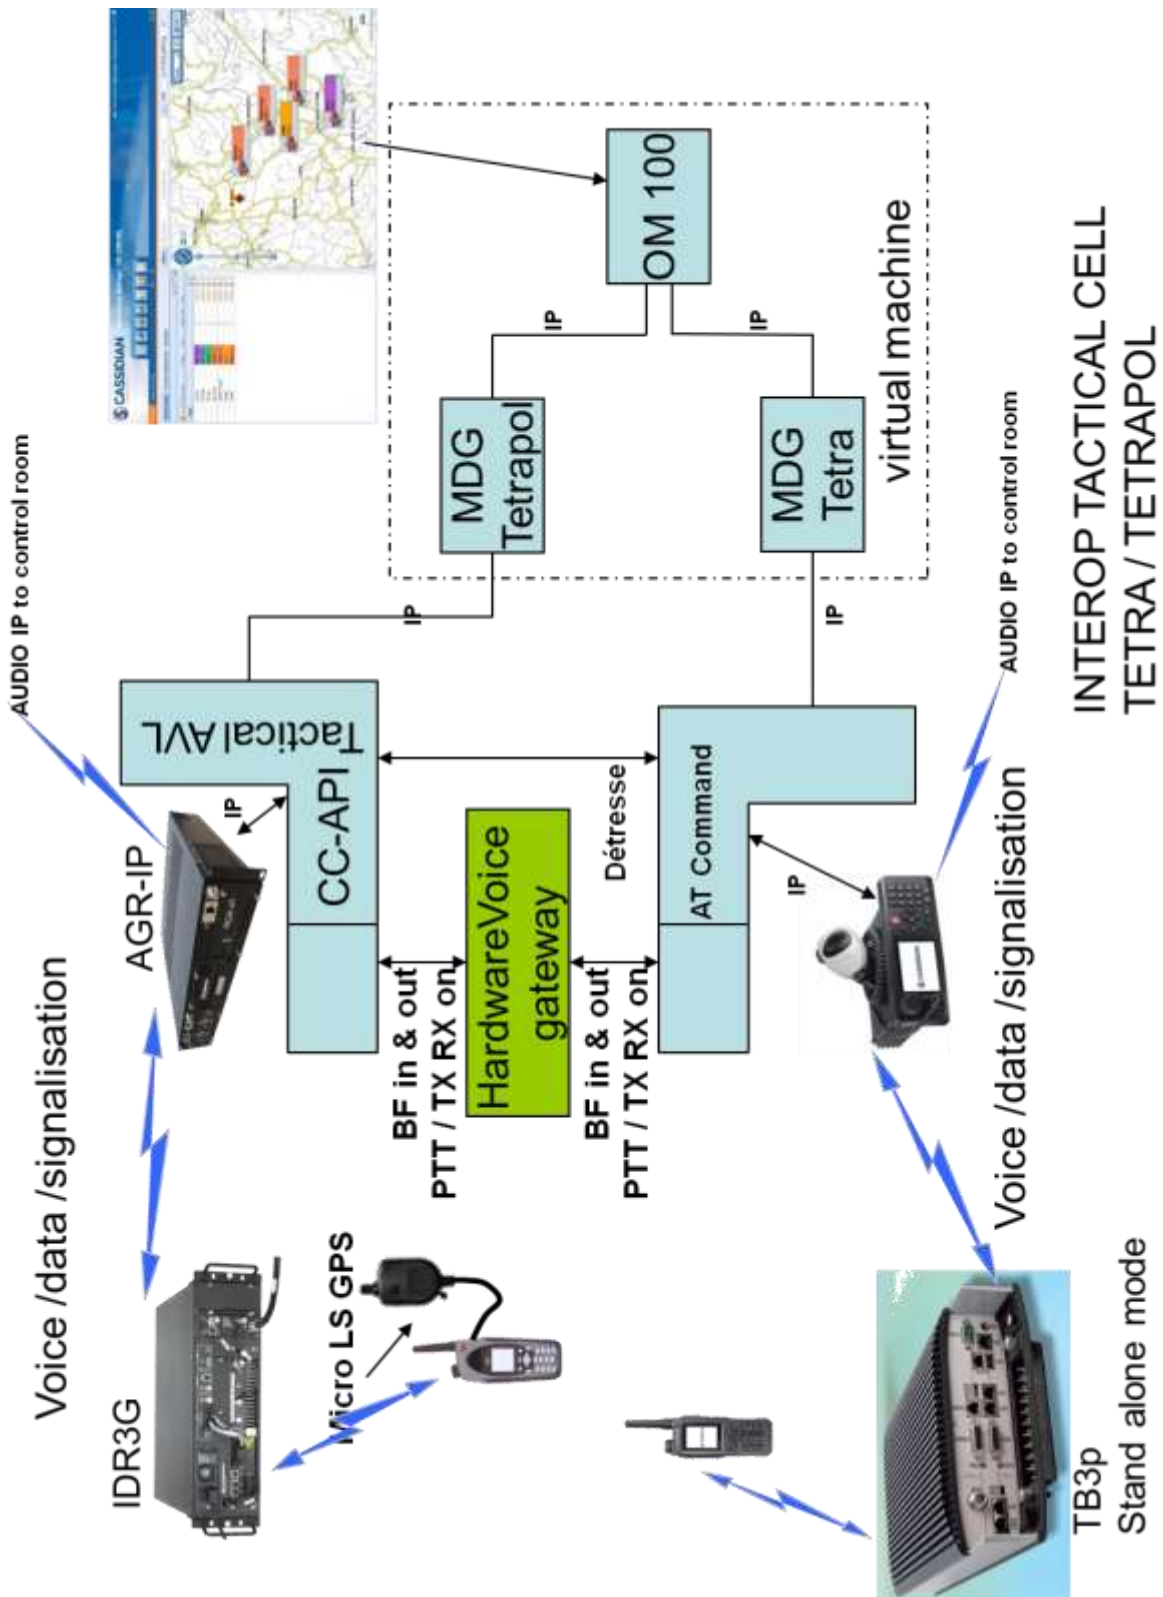 AUDIO IP to control room
Voice /data /signalisation
IDR3G
AGR-IP
CASSIDIAN
IP
Tactical AVL
CC-API
Micro LS GPS
IP
BF in & out
PTT / TX RX on
MDG
Tetrapol
IP
HardwareVoice
gateway
OM 100
BF in & out
PTT / TX RX on
Détresse
AT Command
IP
MDG
Tetra
IP
IP
virtual machine
Voice /data /signalisation
AUDIO IP to control room
TB3p
Stand alone mode
INTEROP TACTICAL CELL
TETRA / TETRAPOL